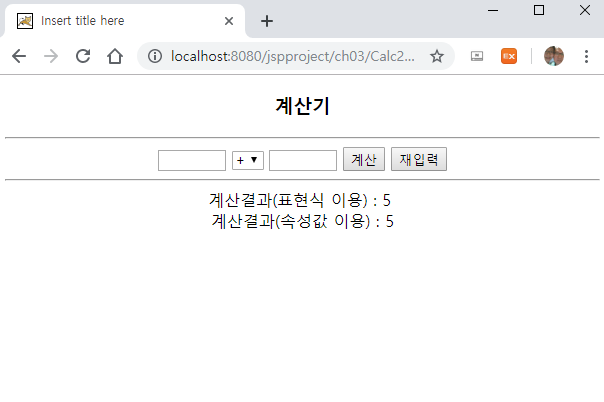 Insert title here
localhost:8080/jspproject/ch03/Calc2...
계산기
+ 계산 재입력
계산결과(표현식 이용) : 5
계산결과(속성값 이용) : 5